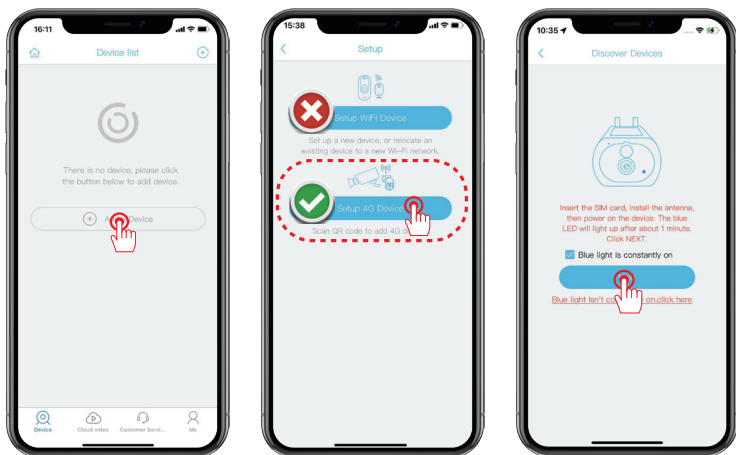 16:11
Device list
There is no device, please click
the button below to add device.
Device
Device
Cloud video
Customer Servi...
Me
15:38
Setup
Setup WiFi Device
Set up a new device, or relocate an
existing device to a new Wi-Fi network.
Setup 4G Device
Scan QR code to add 4G
10:35
Discover Devices
Insert the SIM card, install the antenna,
then power on the device. The blue
LED will light up after about 1 minute.
Click NEXT.
Blue light is constantly on
Blue light isn't on,click here